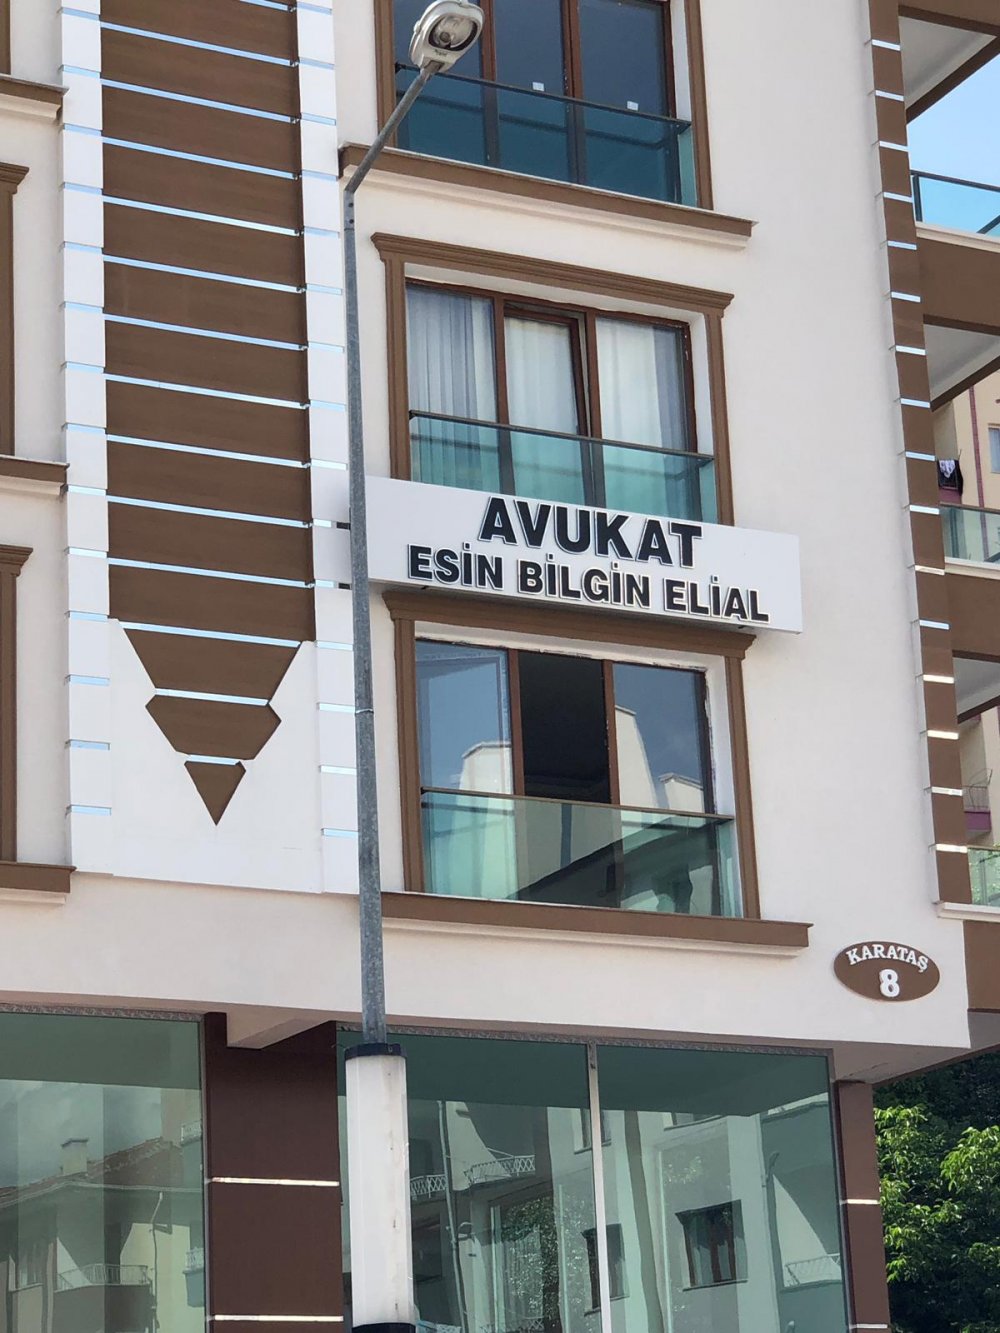 AVUKAT
ESİN BİLGİN ELİAL
KARATAŞ
8